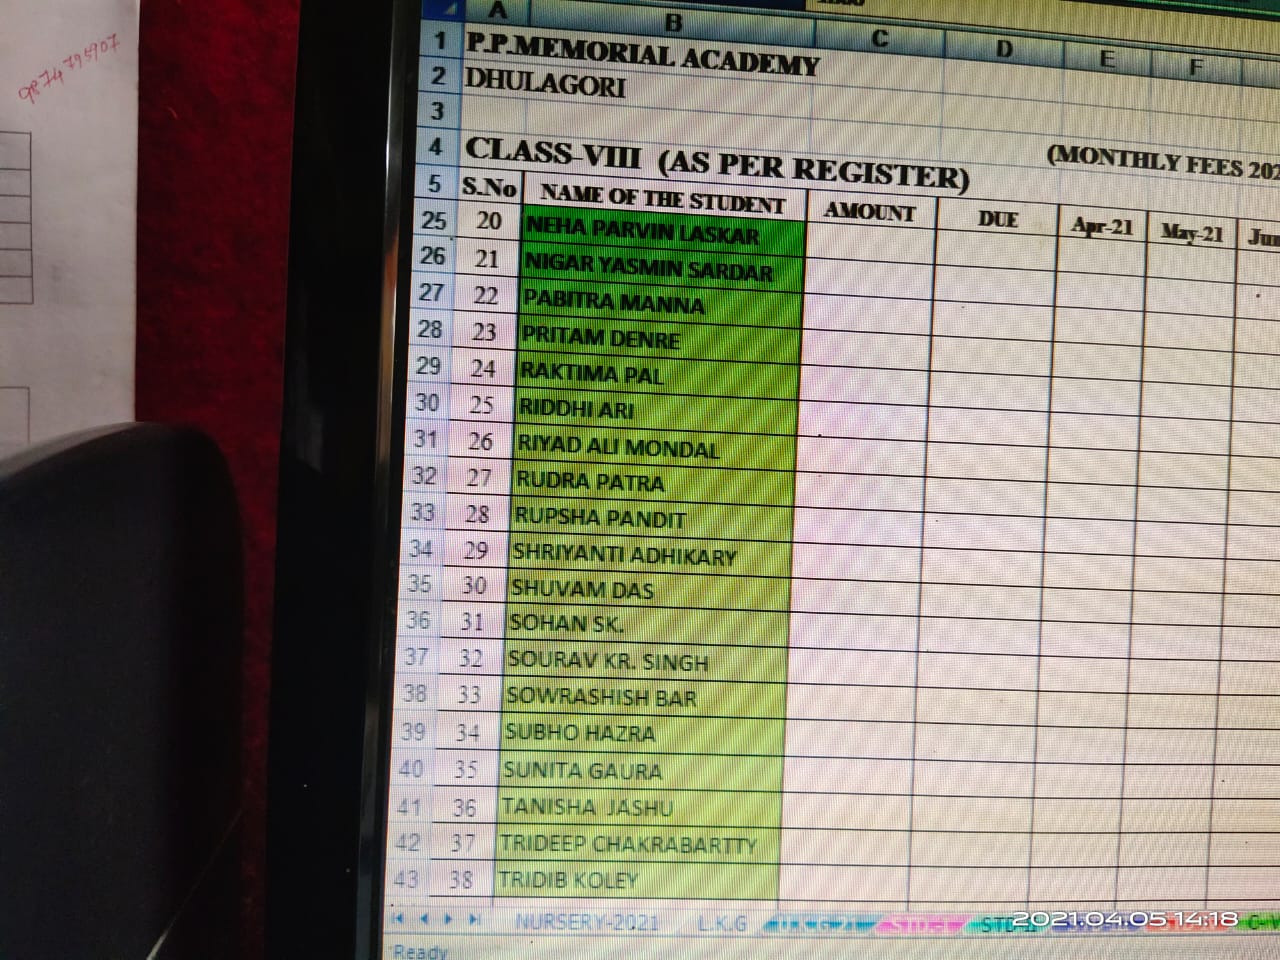 9874795907
A B C D E F
1 P.P.MEMORIAL ACADEMY
2 DHULAGORI
3
4 CLASS-VIII (AS PER REGISTER) (MONTHLY FEES 202
5 S.No NAME OF THE STUDENT AMOUNT DUE Apr-21 May-21 Jun
25 20 NEHA PARVIN LASKAR
26 21 NIGAR YASMIN SARDAR
27 22 PABITRA MANNA
28 23 PRITAM DENRE
29 24 RAKTIMA PAL
30 25 RIDDHI ARI
31 26 RIYAD ALI MONDAL
32 27 RUDRA PATRA
33 28 RUPSHA PANDIT
34 29 SHRIYANTI ADHIKARY
35 30 SHUVAM DAS
36 31 SOHAN SK.
37 32 SOURAV KR. SINGH
38 33 SOWRASHISH BAR
39 34 SUBHO HAZRA
40 35 SUNITA GAURA
41 36 TANISHA JASHU
42 37 TRIDEEP CHAKRABARTTY
43 38 TRIDIB KOLEY
NURSERY-2021 L.K.G U.K.G 21 STD-I
2021.04.05 14:18
Ready